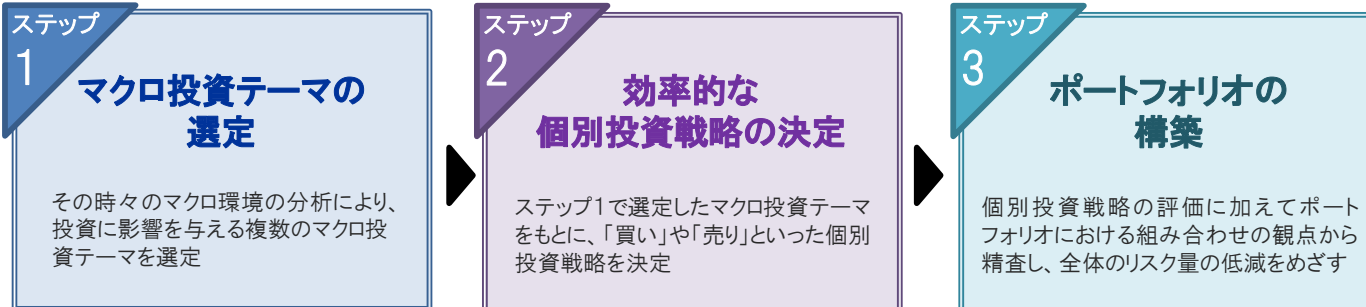 ステップ
1
マクロ投資テーマの
選定
その時々のマクロ環境の分析により、
投資に影響を与える複数のマクロ投
資テーマを選定
ステップ
2
効率的な
個別投資戦略の決定
ステップ1で選定したマクロ投資テーマ
をもとに、「買い」や「売り」といった個別
投資戦略を決定
ステップ
3
ポートフォリオの
構築
個別投資戦略の評価に加えてポート
フォリオにおける組み合わせの観点から
精査し、全体のリスク量の低減をめざす